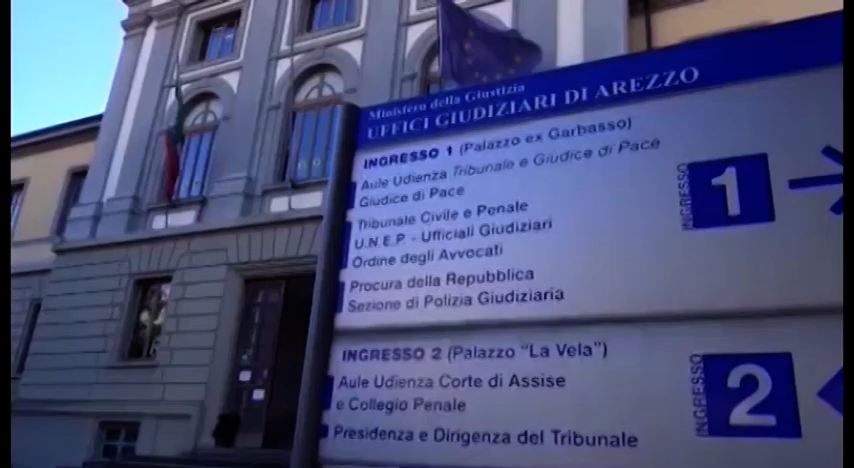 Ministero della Giustizia
UFFICI GIUDIZIARI DI AREZZO
INGRESSO 1 (Palazzo ex Garbasso)
Aule Udienza Tribunale e Giudice di Pace
Giudice di Pace
Tribunale Civile e Penale
U.N.E.P. - Ufficiali Giudiziari
Ordine degli Avvocati
Procura della Repubblica
Sezione di Polizia Giudiziaria
INGRESSO
1
INGRESSO 2 (Palazzo "La Vela")
Aule Udienza Corte di Assise
e Collegio Penale
Presidenza e Dirigenza del Tribunale
INGRESSO
2